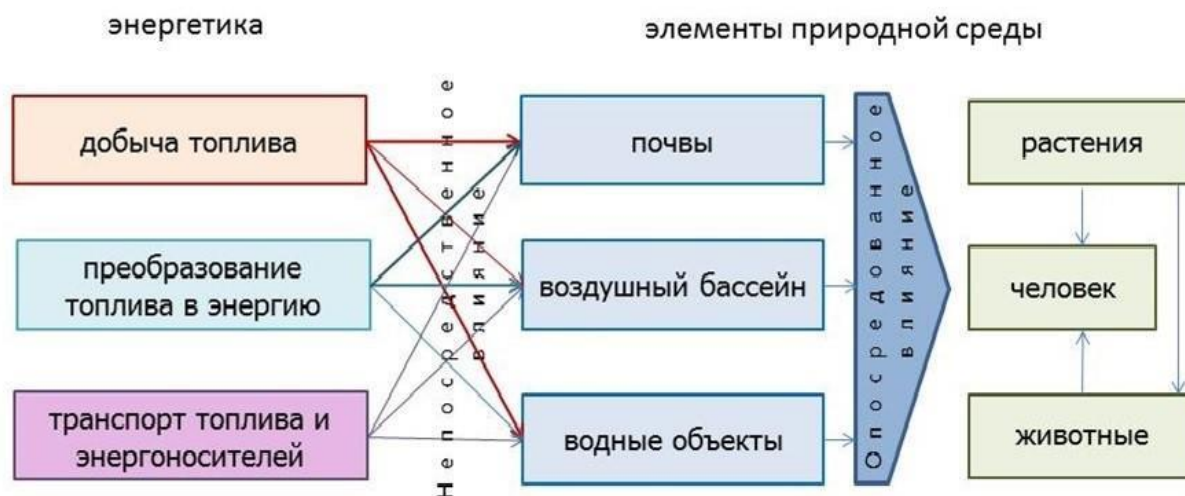 энергетика
элементы природной среды
добыча топлива
преобразование
топлива в энергию
транспорт топлива и
энергоносителей
Непосредственное
влияние
почвы
воздушный бассейн
водные объекты
Опосредованное
влияние
растения
человек
животные